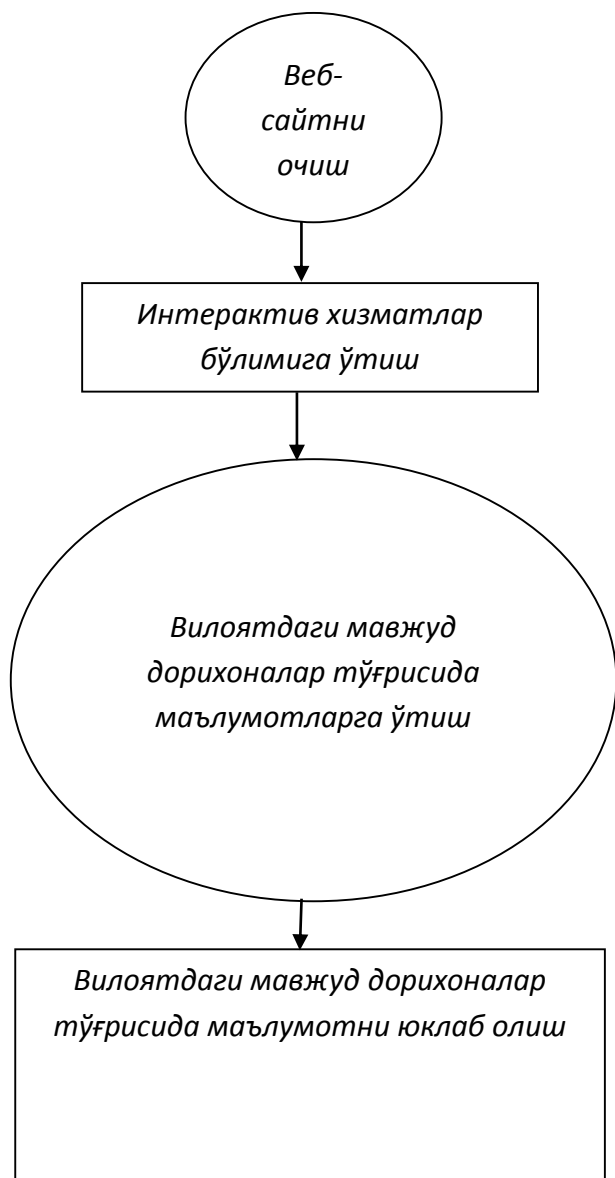 Веб-
сайтни
очиш
Интерактив хизматлар
бўлимига ўтиш
Вилоятдаги мавжуд
дорихоналар тўғрисида
маълумотларга ўтиш
Вилоятдаги мавжуд дорихоналар
тўғрисида маълумотни юклаб олиш